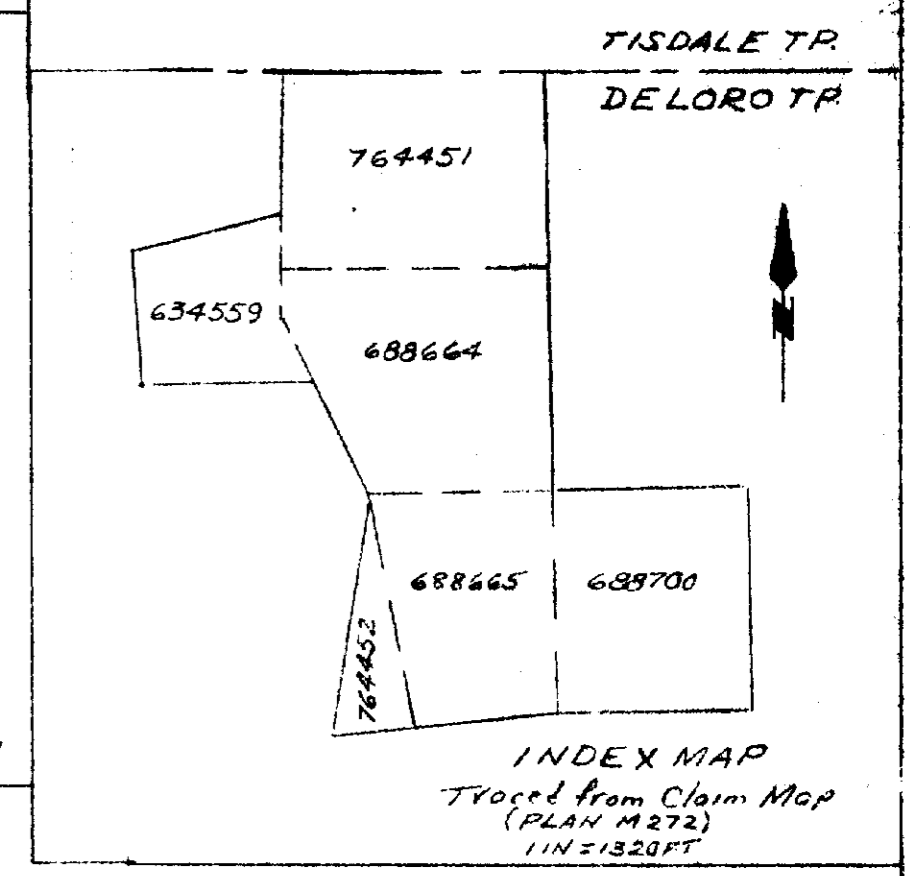 TISDALE TP.
DELORO TP.
764451
634559
688664
N
688665
688700
764452
INDEX MAP
Traced from Claim Map
(PLAN M272)
1 IN = 1320 FT